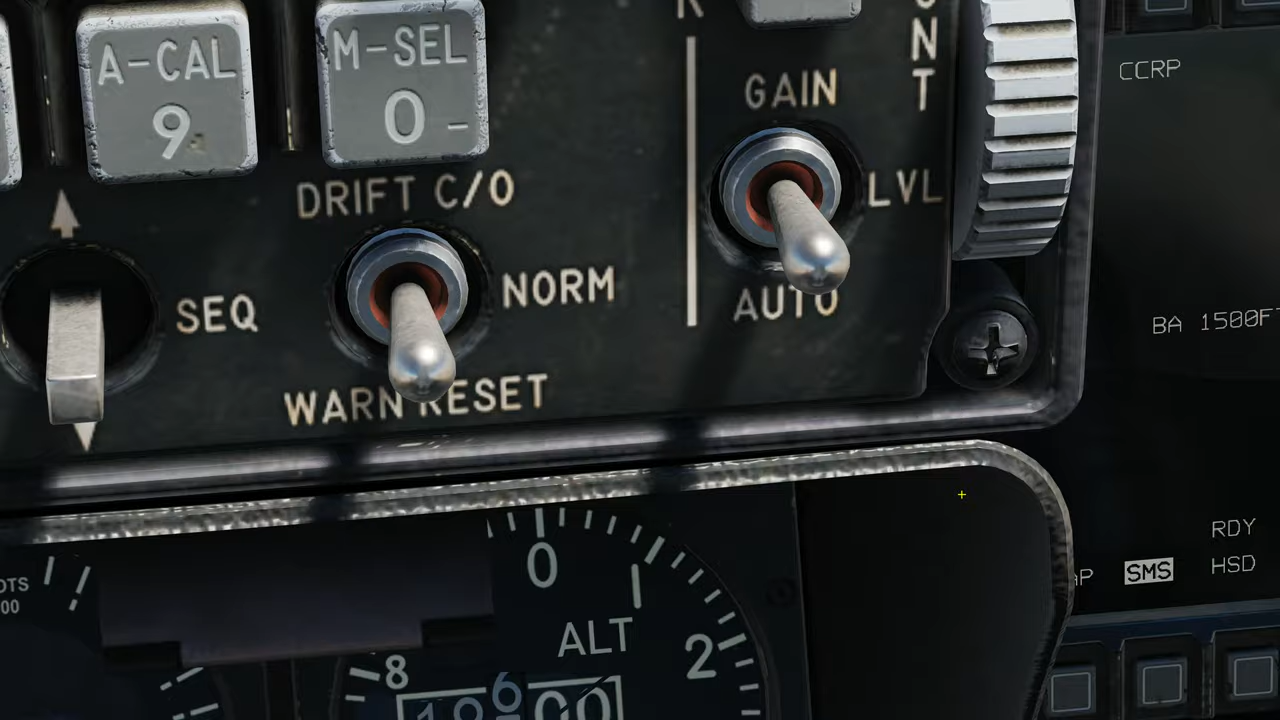 A-CAL
9
M-SEL
0 -
GAIN
LVL
AUTO
DRIFT C/O
NORM
WARN RESET
SEQ
CCRP
BA 1500FT
RDY
SMS
HSD
0
ALT
2
8
00